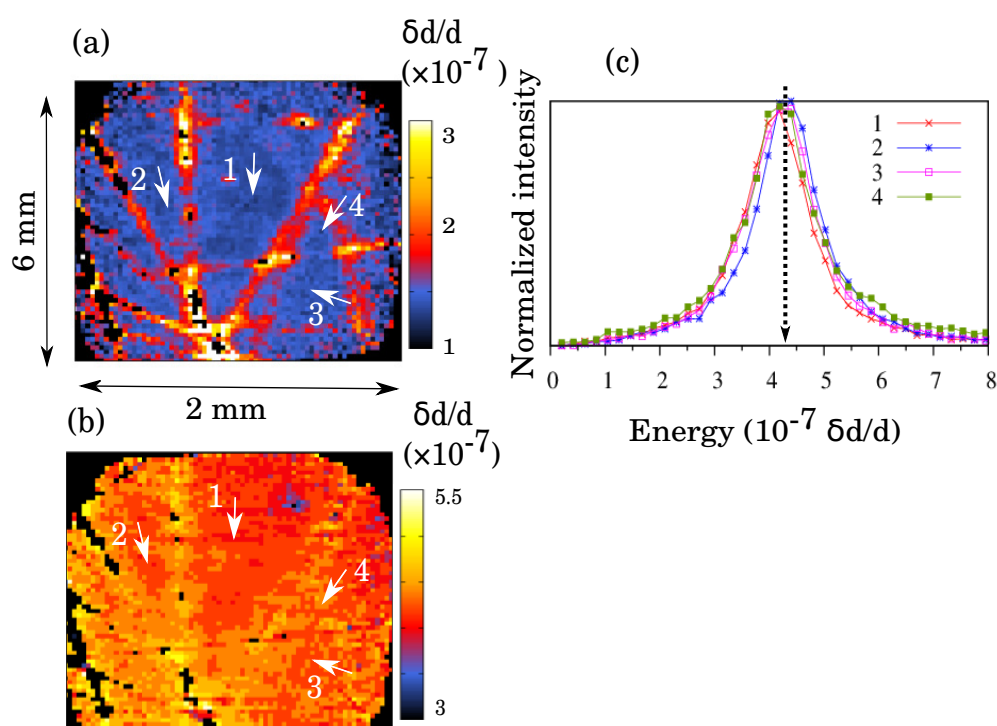 (a)
δd/d
(×10⁻⁷ )
3
2
1
1
2
3
4
6 mm
2 mm
(b)
δd/d
(×10⁻⁷)
5.5
3
1
2
3
4
(c)
Normalized intensity
1
2
3
4
0 1 2 3 4 5 6 7 8
Energy (10⁻⁷ δd/d)